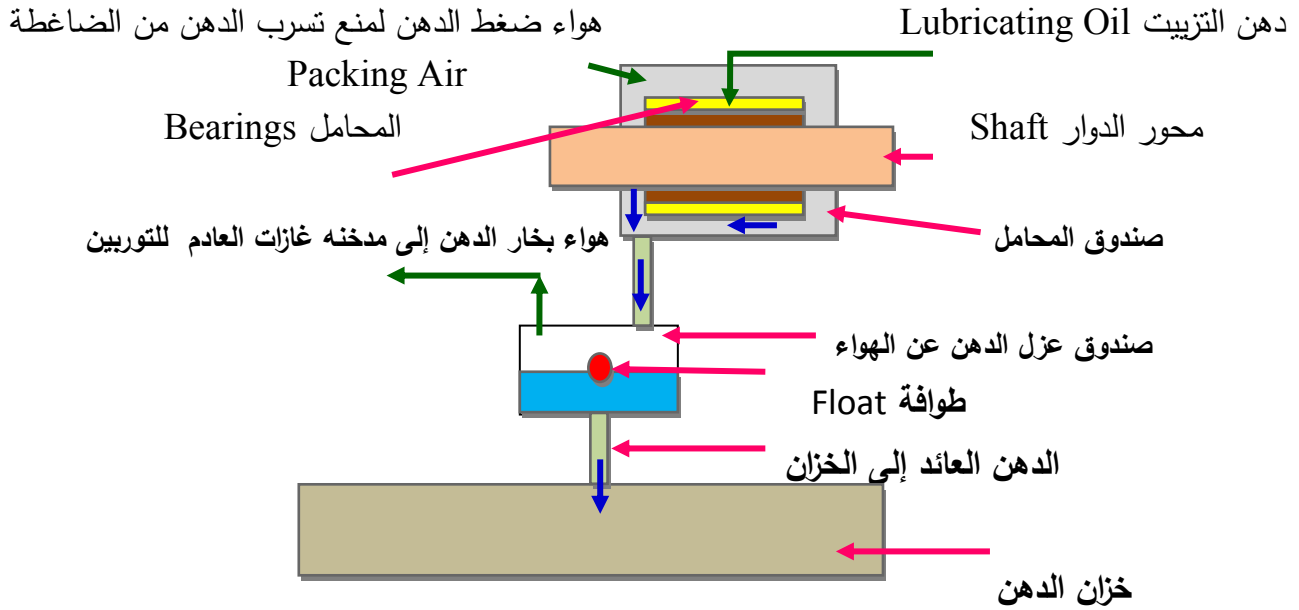 هواء ضغط الدهن لمنع تسرب الدهن من الضاغطة
Packing Air
دهن التزييت Lubricating Oil
المحامل Bearings
محور الدوار Shaft
هواء بخار الدهن إلى مدخنه غازات العادم للتوربين
صندوق المحامل
صندوق عزل الدهن عن الهواء
طوافة Float
الدهن العائد إلى الخزان
خزان الدهن